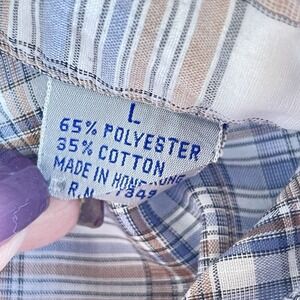 L
65% POLYESTER
35% COTTON
MADE IN HONG KONG
R.N.